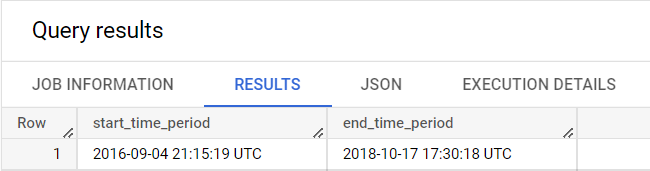 Query results
JOB INFORMATION RESULTS JSON EXECUTION DETAILS
Row start_time_period end_time_period
1 2016-09-04 21:15:19 UTC 2018-10-17 17:30:18 UTC